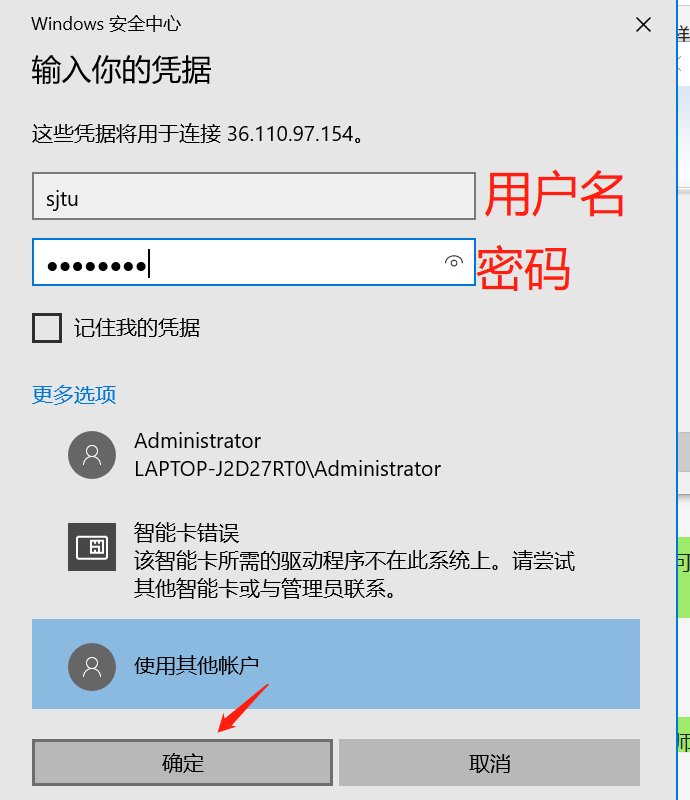 Windows 安全中心
输入你的凭据
这些凭据将用于连接 36.110.97.154。
sjtu
用户名
密码
记住我的凭据
更多选项
Administrator
LAPTOP-J2D27RT0\Administrator
智能卡错误
该智能卡所需的驱动程序不在此系统上。请尝试
其他智能卡或与管理员联系。
使用其他帐户
确定
取消